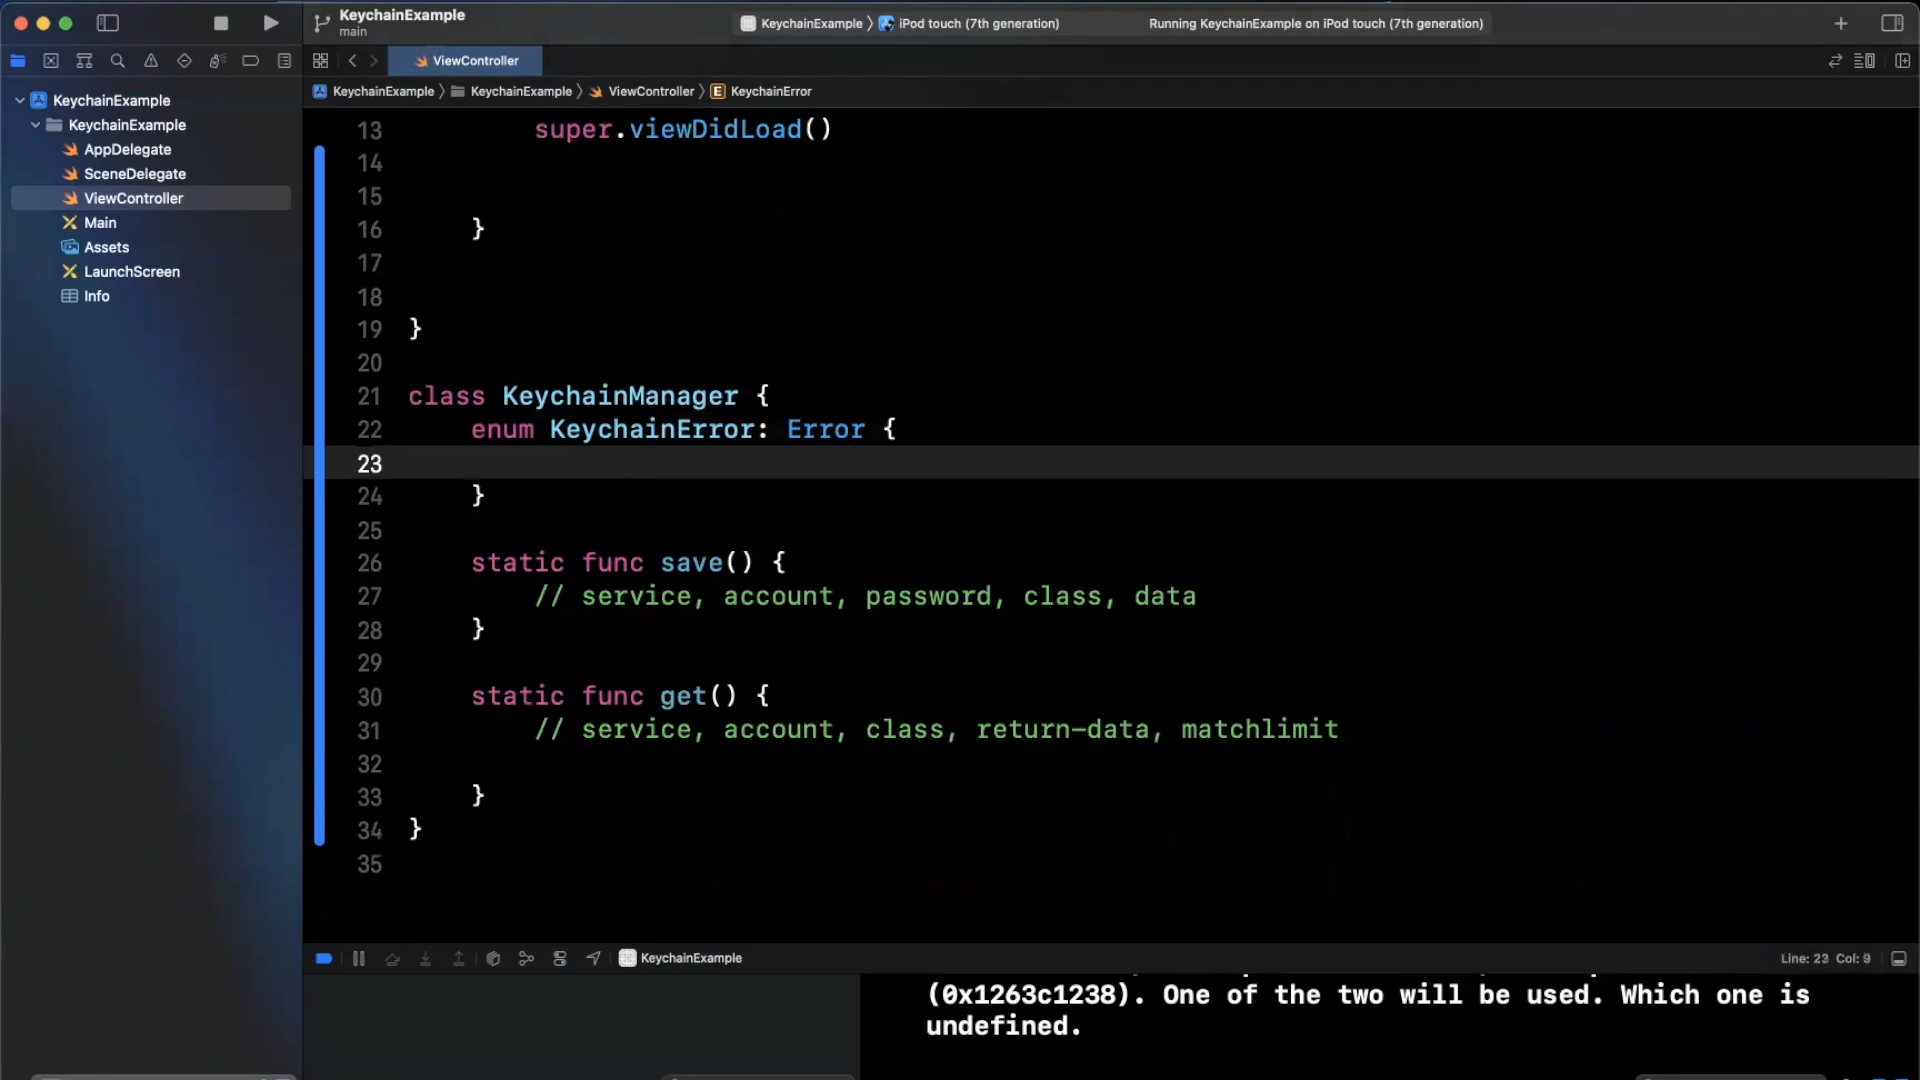 KeychainExample
main
KeychainExample 〉 iPod touch (7th generation)
Running KeychainExample on iPod touch (7th generation)
ViewController
KeychainExample 〉 KeychainExample 〉 ViewController 〉 E KeychainError
KeychainExample
KeychainExample
AppDelegate
SceneDelegate
ViewController
Main
Assets
LaunchScreen
Info
13 super.viewDidLoad()
14
15
16 }
17
18
19 }
20
21 class KeychainManager {
22 enum KeychainError: Error {
23
24 }
25
26 static func save() {
27 // service, account, password, class, data
28 }
29
30 static func get() {
31 // service, account, class, return-data, matchlimit
32
33 }
34 }
35
KeychainExample
Line: 23 Col: 9
(0x1263c1238). One of the two will be used. Which one is
undefined.